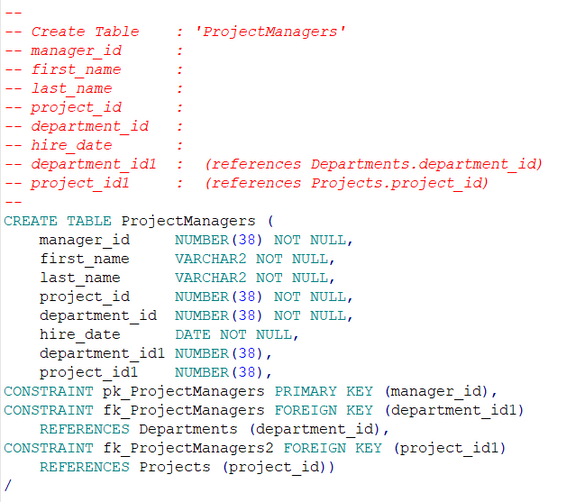 --
-- Create Table    : 'ProjectManagers'
-- manager_id      :
-- first_name      :
-- last_name       :
-- project_id      :
-- department_id   :
-- hire_date       :
-- department_id1  :  (references Departments.department_id)
-- project_id1     :  (references Projects.project_id)
--
CREATE TABLE ProjectManagers (
    manager_id     NUMBER(38) NOT NULL,
    first_name     VARCHAR2 NOT NULL,
    last_name      VARCHAR2 NOT NULL,
    project_id     NUMBER(38) NOT NULL,
    department_id  NUMBER(38) NOT NULL,
    hire_date      DATE NOT NULL,
    department_id1 NUMBER(38),
    project_id1    NUMBER(38),
CONSTRAINT pk_ProjectManagers PRIMARY KEY (manager_id),
CONSTRAINT fk_ProjectManagers FOREIGN KEY (department_id1)
    REFERENCES Departments (department_id),
CONSTRAINT fk_ProjectManagers2 FOREIGN KEY (project_id1)
    REFERENCES Projects (project_id))
/